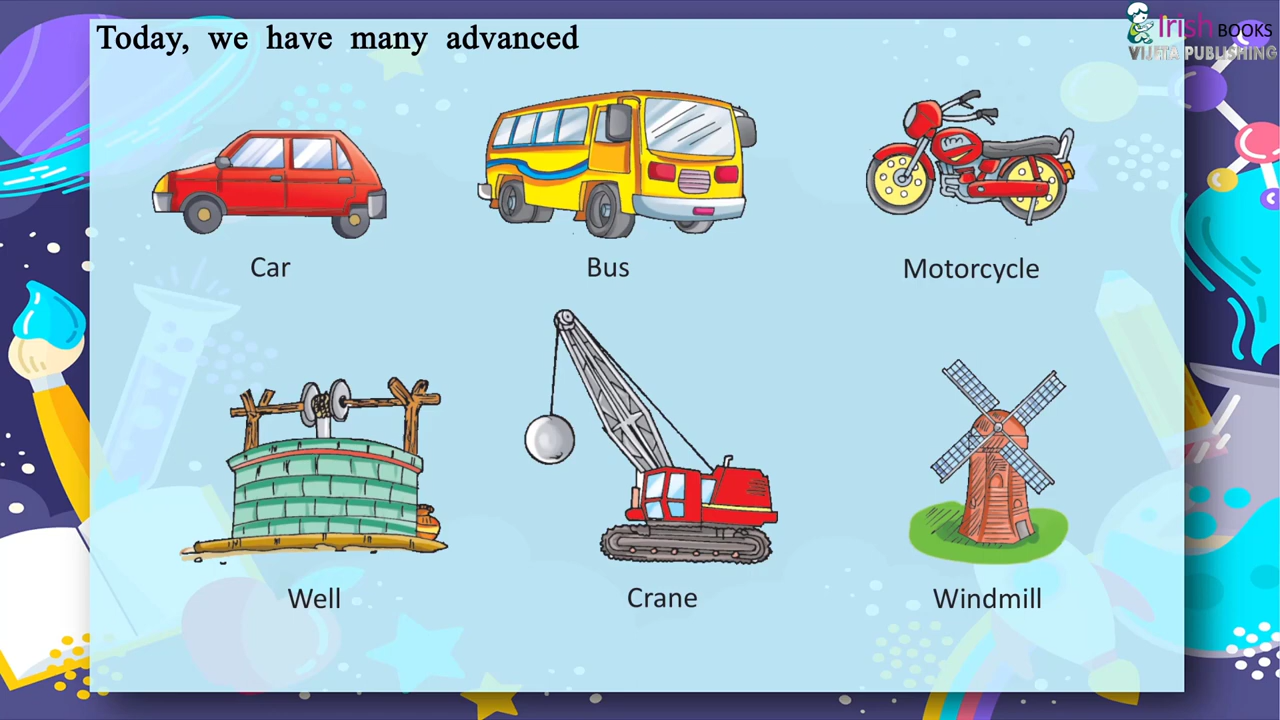 Today, we have many advanced
Irish BOOKS
VIJETA PUBLISHING
Car
Bus
Motorcycle
Well
Crane
Windmill